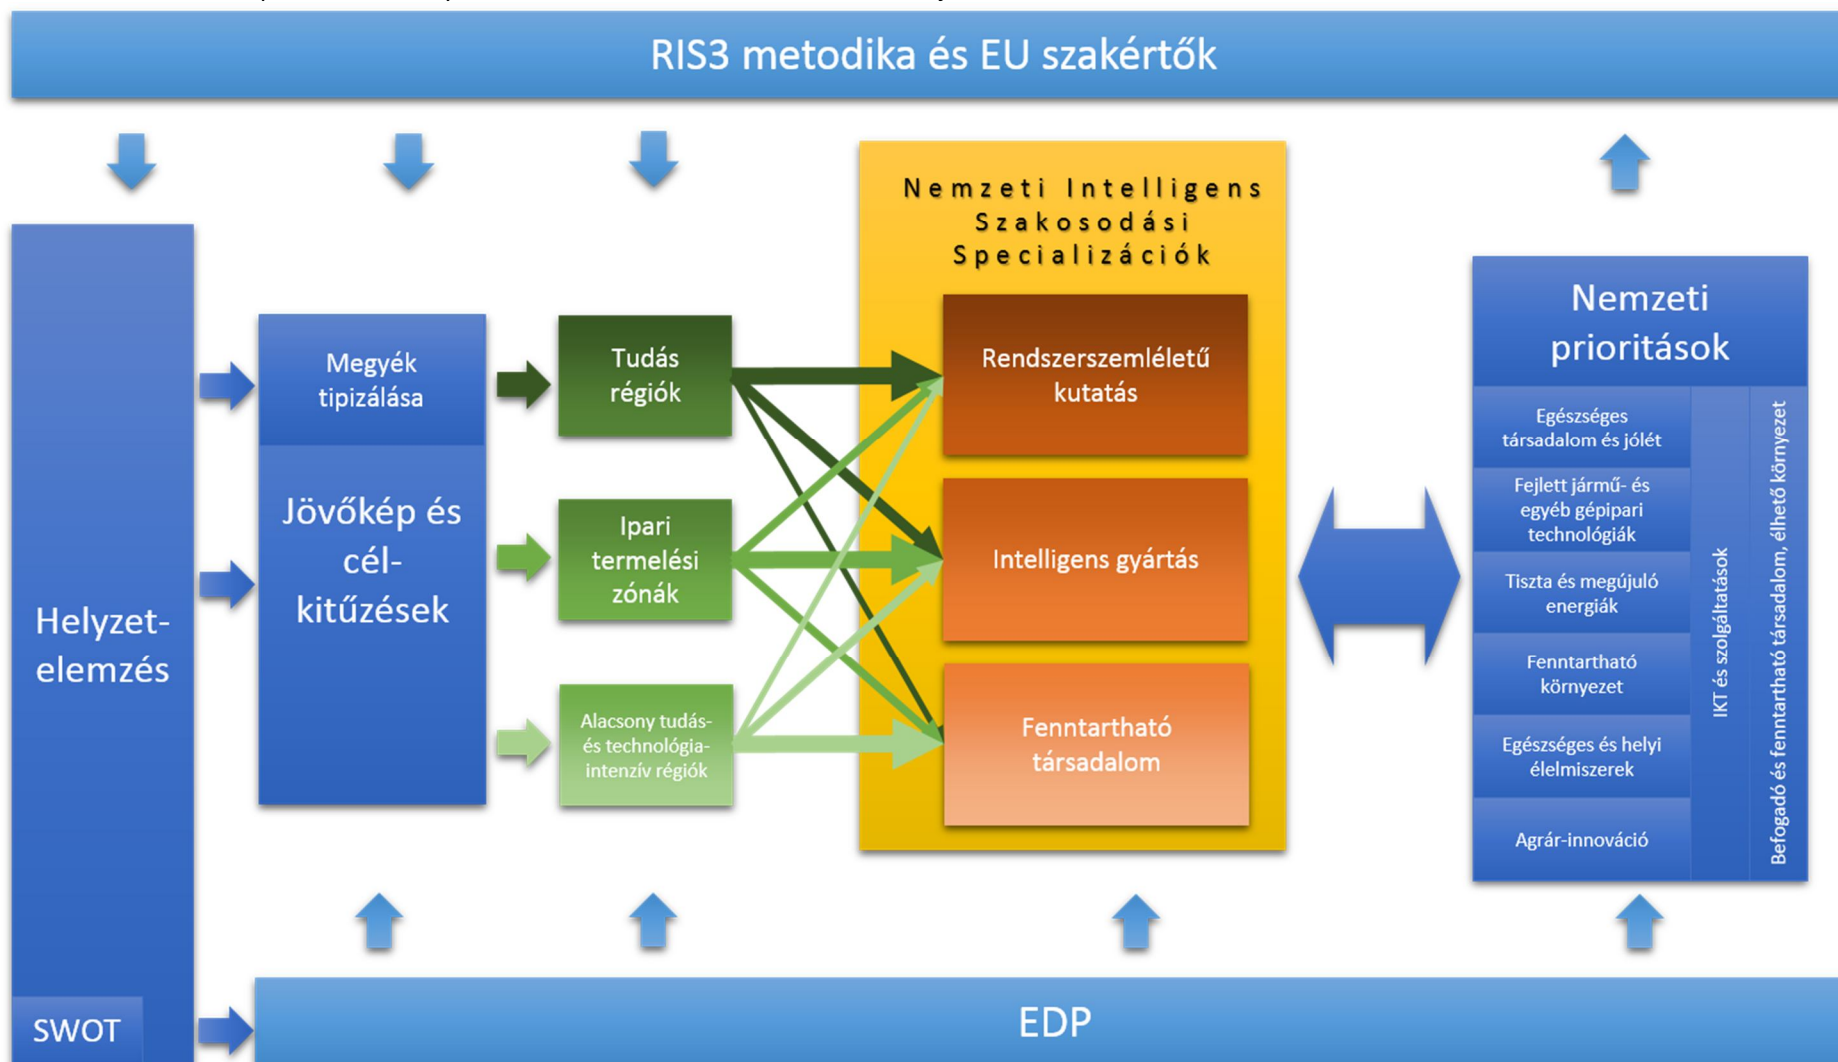 RIS3 metodika és EU szakértők
Helyzet-
elemzés
SWOT
Megyék
tipizálása
Jövőkép és
cél-
kitűzések
Tudás
régiók
Ipari
termelési
zónák
Alacsony tudás-
és technológia-
intenzív régiók
Nemzeti Intelligens
Szakosodási
Specializációk
Rendszerszemléletű
kutatás
Intelligens gyártás
Fenntartható
társadalom
Nemzeti
prioritások
Egészséges
társadalom és jólét
Fejlett jármű- és
egyéb gépipari
technológiák
Tiszta és megújuló
energiák
Fenntartható
környezet
Egészséges és helyi
élelmiszerek
Agrár-innováció
IKT és szolgáltatások
Befogadó és fenntartható társadalom, élhető környezet
EDP